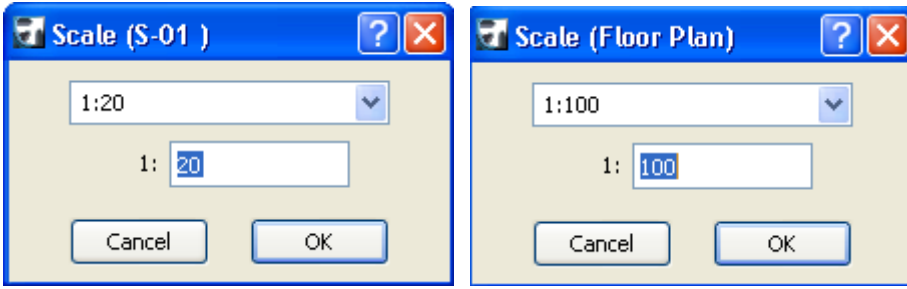 Scale (S-01 )
?
1:20
1: 20
Cancel
OK
Scale (Floor Plan)
?
1:100
1: 100
Cancel
OK